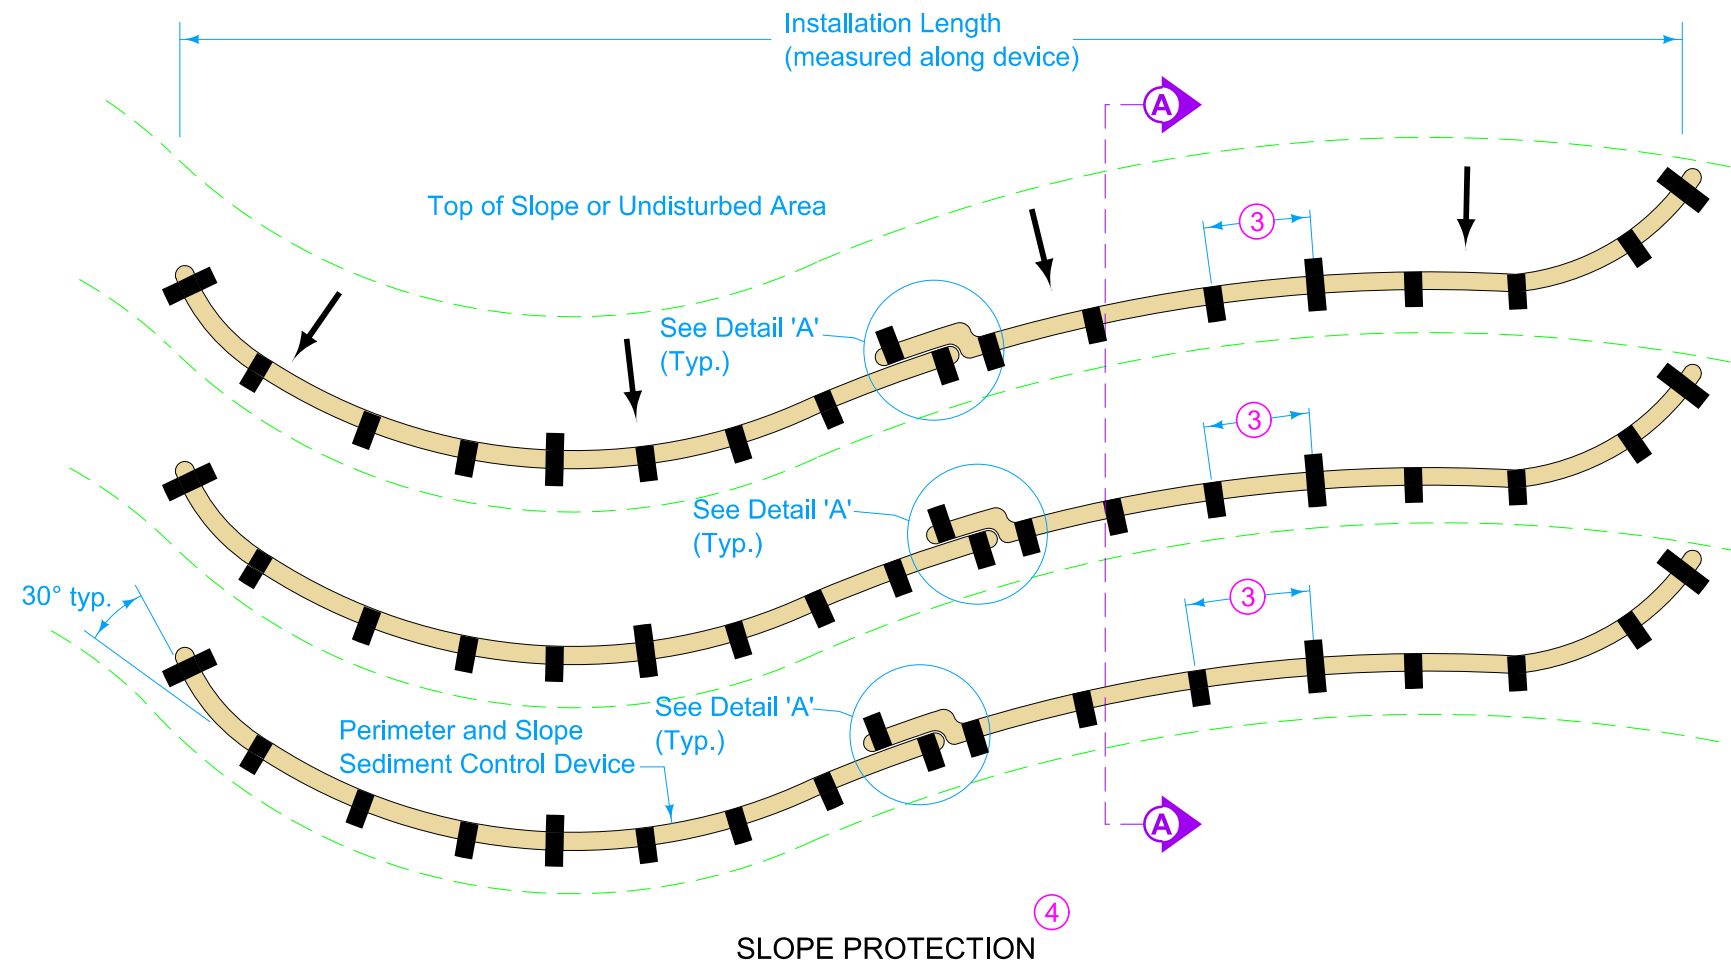 Installation Length
(measured along device)
A
Top of Slope or Undisturbed Area
3
See Detail 'A'
(Typ.)
3
See Detail 'A'
(Typ.)
30° typ.
3
See Detail 'A'
(Typ.)
Perimeter and Slope
Sediment Control Device
A
4
SLOPE PROTECTION